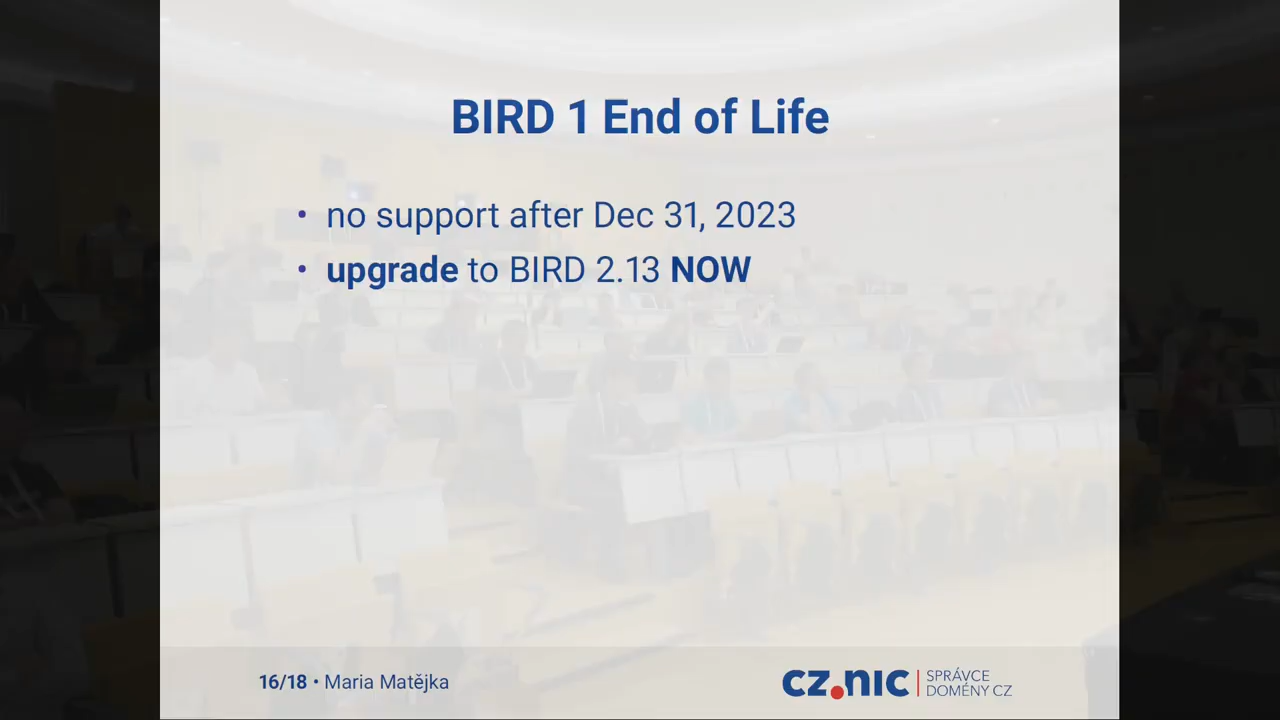 BIRD 1 End of Life
• no support after Dec 31, 2023
• upgrade to BIRD 2.13 NOW
16/18 • Maria Matějka
CZ.NIC | SPRÁVCE
DOMÉNY CZ